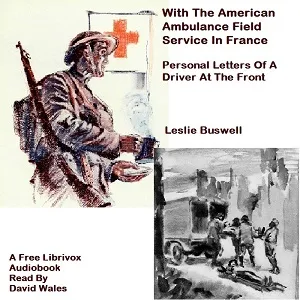 With The American
Ambulance Field
Service In France
Personal Letters Of A
Driver At The Front
Leslie Buswell
A Free Librivox
Audiobook
Read By
David Wales